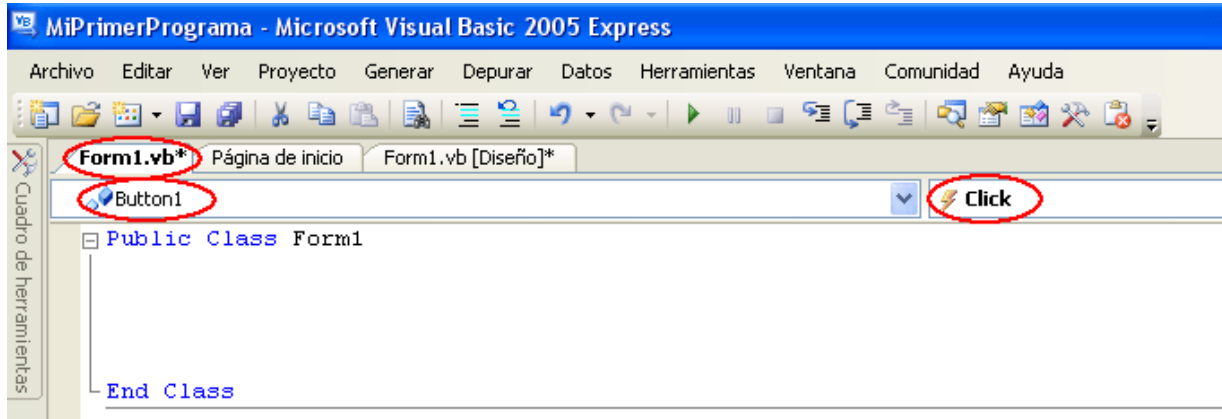 MiPrimerPrograma - Microsoft Visual Basic 2005 Express
Archivo Editar Ver Proyecto Generar Depurar Datos Herramientas Ventana Comunidad Ayuda
Form1.vb* Página de inicio Form1.vb [Diseño]*
Button1 Click
Cuadro de herramientas
Public Class Form1
End Class